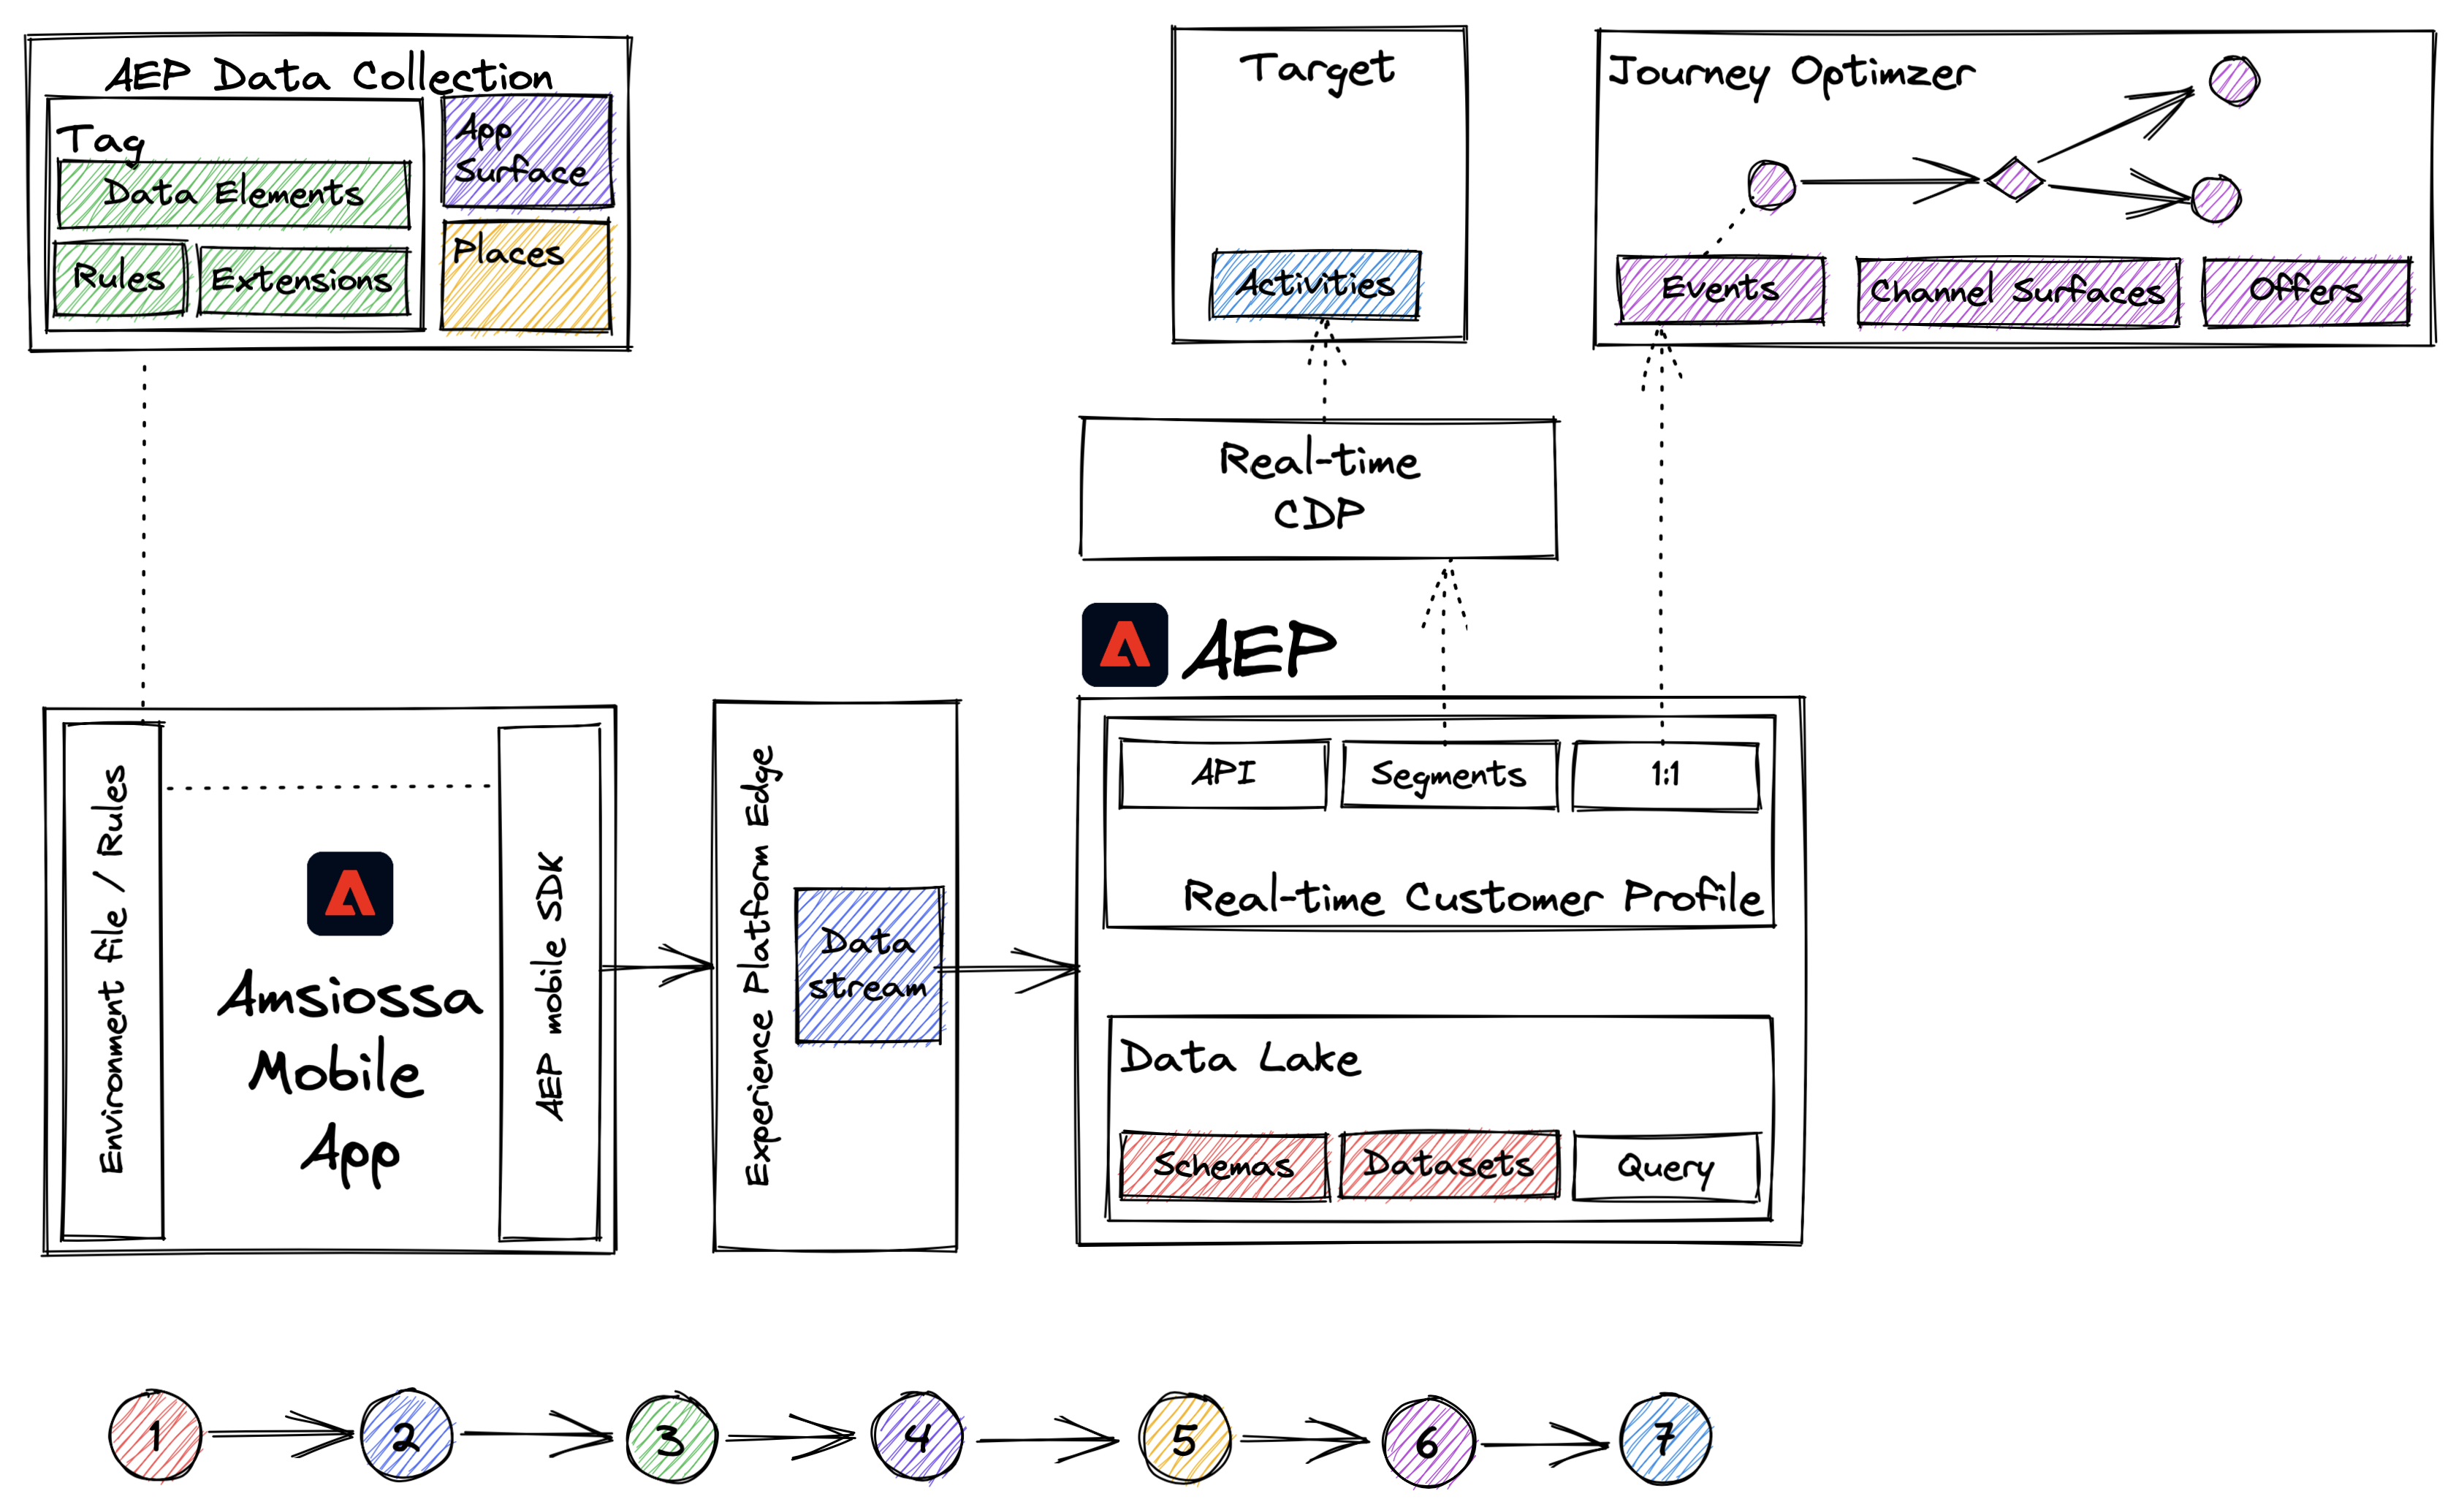 AEP Data Collection
Tag
Data Elements
Rules
Extensions
App
Surface
Places
Target
Activities
Journey Optimzer
Events
Channel Surfaces
Offers
Real-time
CDP
AEP
Environment file / Rules
Amsiossa
Mobile
App
AEP mobile SDK
Experience Platform Edge
Data
stream
API
Segments
1:1
Real-time Customer Profile
Data Lake
Schemas
Datasets
Query
1
2
3
4
5
6
7